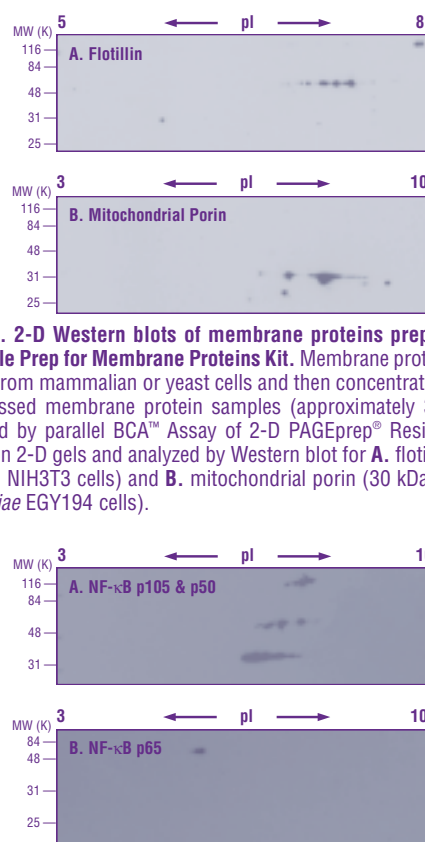 5 pI 8
MW (K)
116
84
48
31
25
A. Flotillin
3 pI 10
MW (K)
116
84
48
31
25
B. Mitochondrial Porin
. 2-D Western blots of membrane proteins prep
le Prep for Membrane Proteins Kit. Membrane prot
rom mammalian or yeast cells and then concentrat
ssed membrane protein samples (approximately
d by parallel BCA™ Assay of 2-D PAGEprep® Resi
n 2-D gels and analyzed by Western blot for A. floti
NIH3T3 cells) and B. mitochondrial porin (30 kDa
iae EGY194 cells).
3 pI 1
MW (K)
116
84
48
31
A. NF-κB p105 & p50
3 pI 10
MW (K)
84
48
31
25
B. NF-κB p65